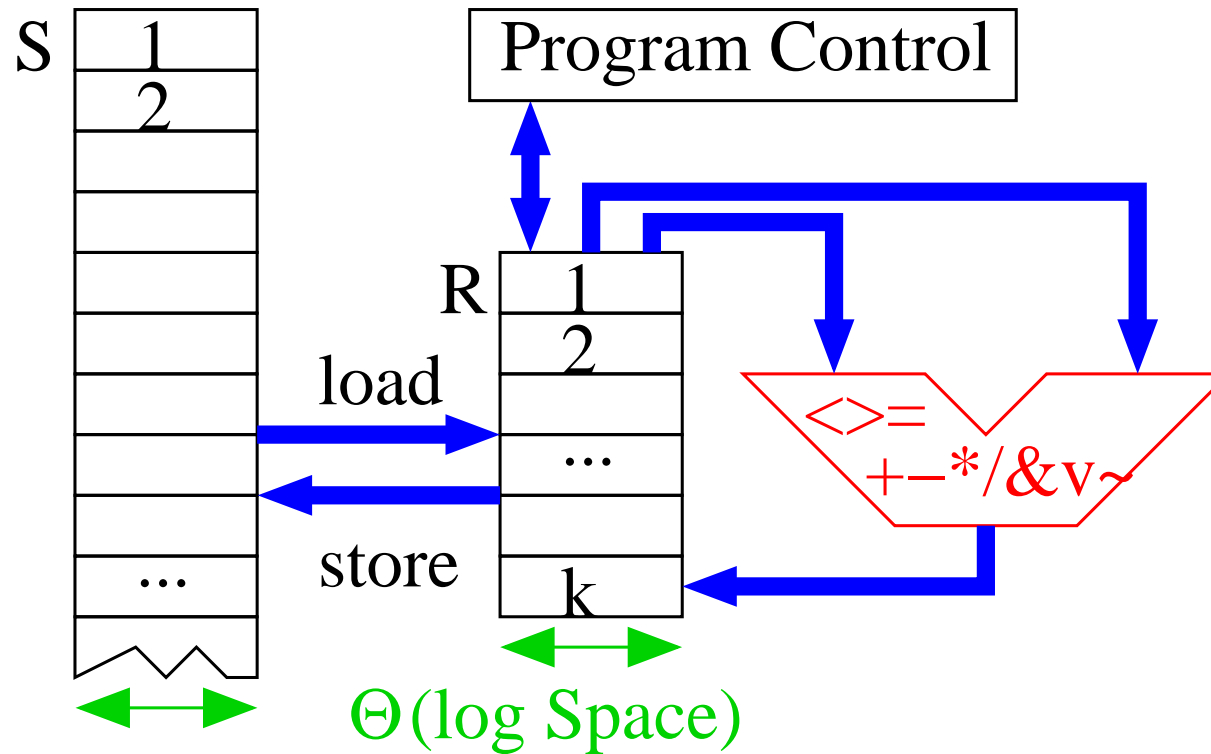 S
1
2
...
Program Control
R
1
2
...
k
load
store
<>=
+−*/&v~
Θ(log Space)